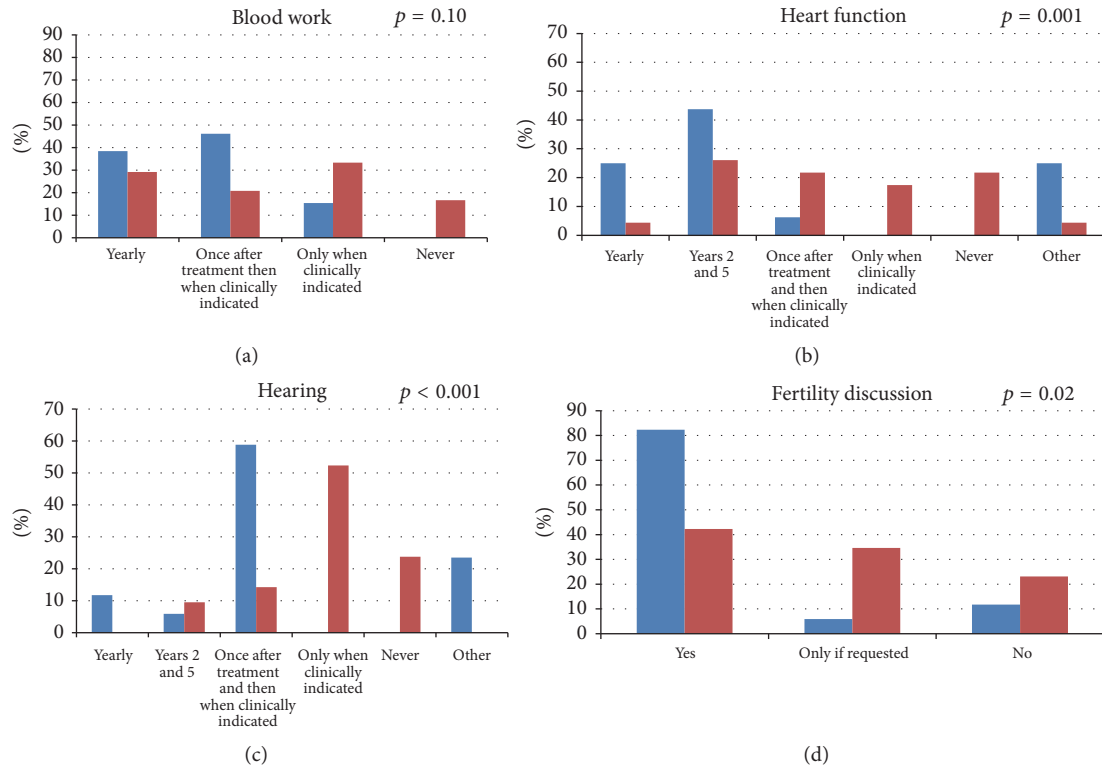 Blood work
p = 0.10
90
80
70
60
50
40
30
20
10
0
(%)
Yearly
Once after
treatment then
when clinically
indicated
Only when
clinically
indicated
Never
(a)
Heart function
p = 0.001
70
60
50
40
30
20
10
0
(%)
Yearly
Years 2
and 5
Once after
treatment
and then
when clinically
indicated
Only when
clinically
indicated
Never
Other
(b)
Hearing
p < 0.001
70
60
50
40
30
20
10
0
(%)
Yearly
Years 2
and 5
Once after
treatment
and then
when clinically
indicated
Only when
clinically
indicated
Never
Other
(c)
Fertility discussion
p = 0.02
90
80
70
60
50
40
30
20
10
0
(%)
Yes
Only if requested
No
(d)